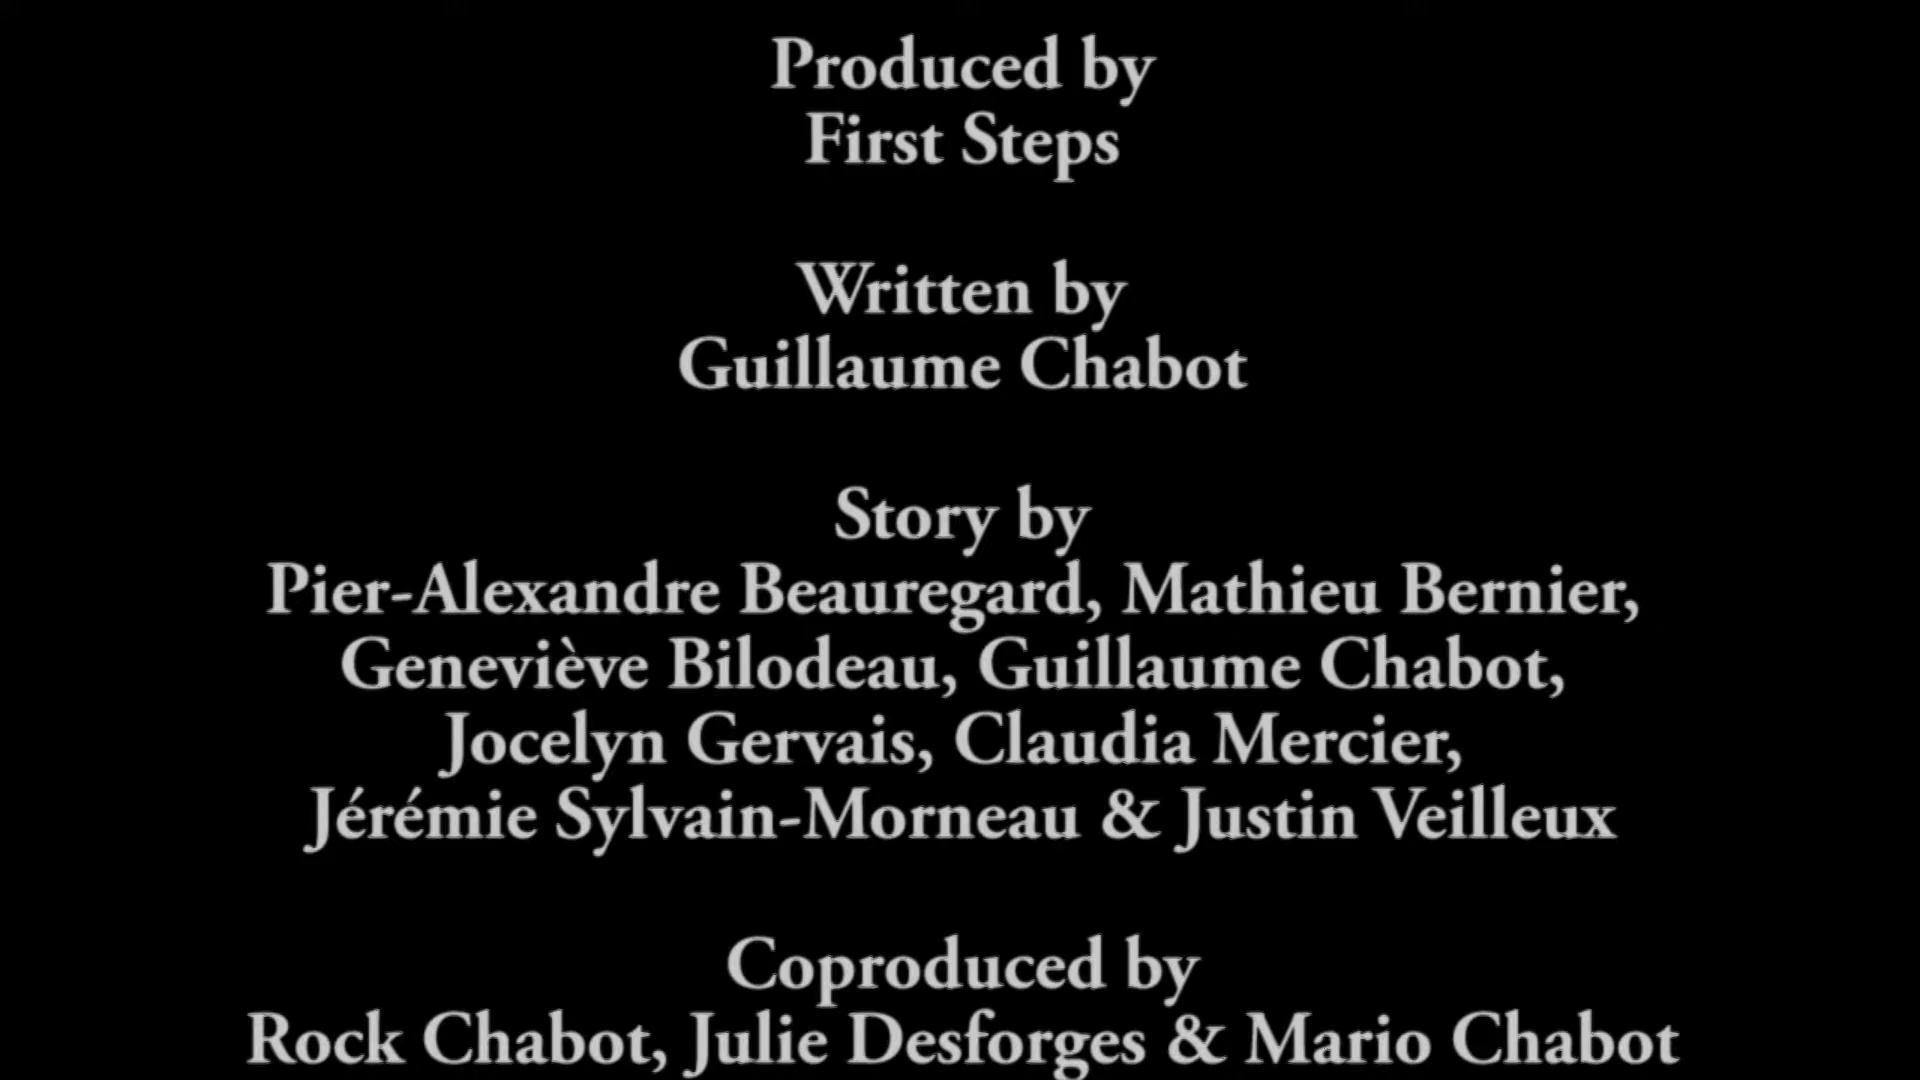 Produced by
First Steps
Written by
Guillaume Chabot
Story by
Pier-Alexandre Beauregard, Mathieu Bernier,
Geneviève Bilodeau, Guillaume Chabot,
Jocelyn Gervais, Claudia Mercier,
Jérémie Sylvain-Morneau & Justin Veilleux
Coproduced by
Rock Chabot, Julie Desforges & Mario Chabot